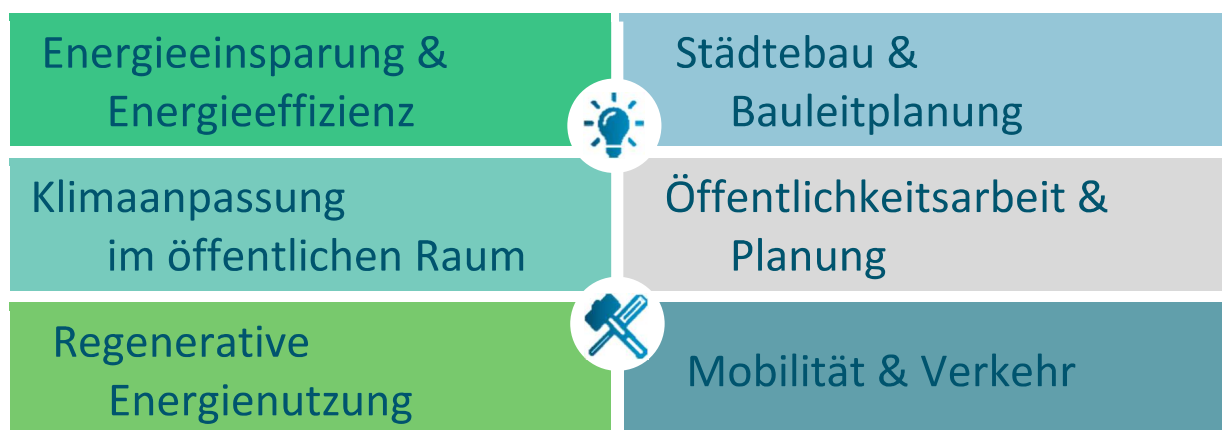 Energieeinsparung &
Energieeffizienz
Städtebau &
Bauleitplanung
Klimaanpassung
im öffentlichen Raum
Öffentlichkeitsarbeit &
Planung
Regenerative
Energienutzung
Mobilität & Verkehr